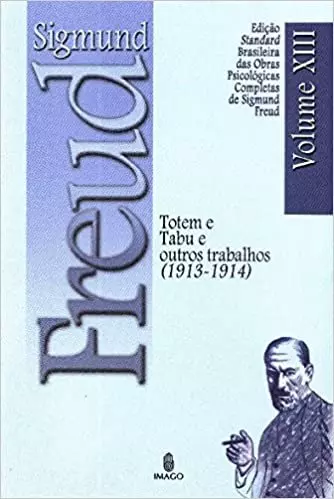 Sigmund
Freud
Edição
Standard
Brasileira
das Obras
Psicológicas
Completas
de Sigmund
Freud
Volume XIII
Totem e
Tabu e
outros trabalhos
(1913-1914)
IMAGO